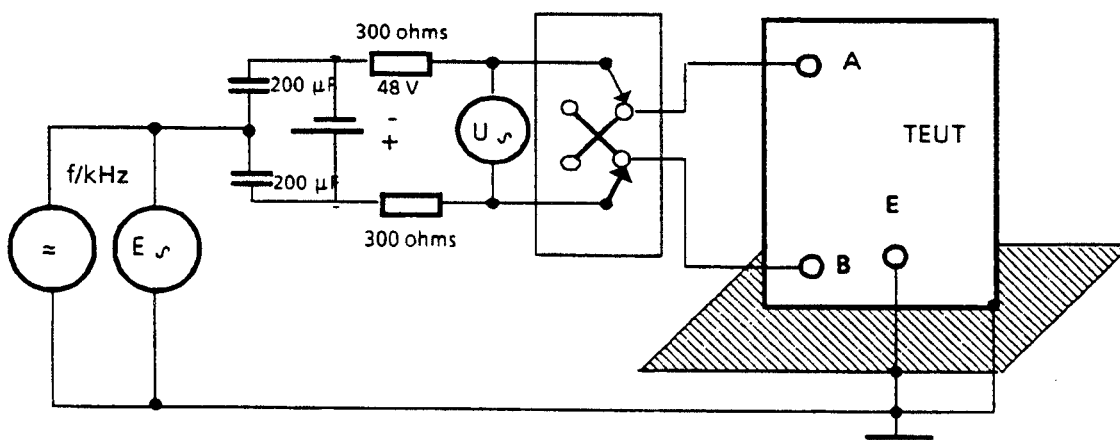 300 ohms
200 µF
48 V
-
+
U
A
TEUT
f/kHz
200 µF
E
≈
E
300 ohms
B